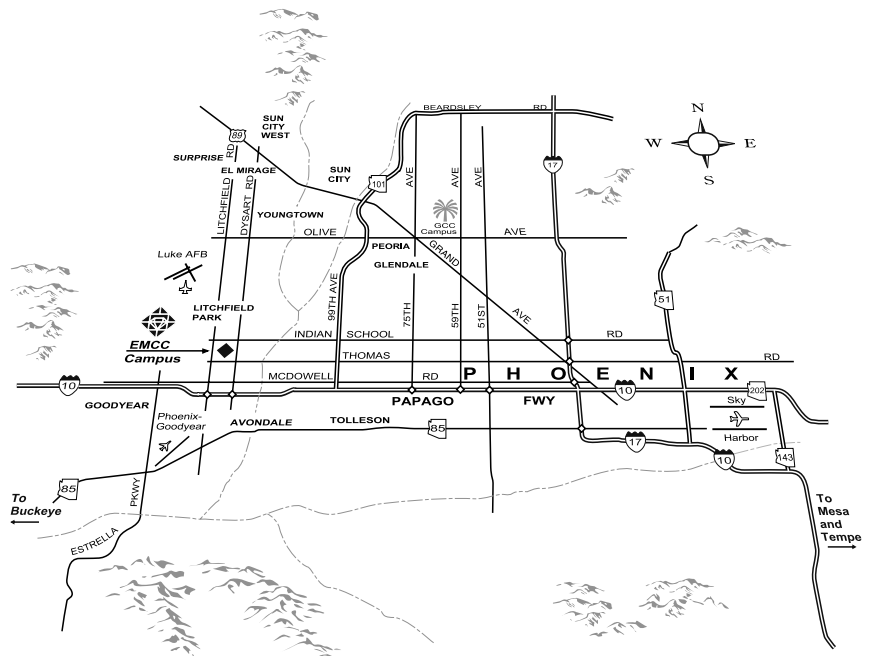 N
W E
S
BEARDSLEY RD
SUN
CITY
WEST
89
SURPRISE
EL MIRAGE
SUN
CITY
17
101
LITCHFIELD RD
DYSART RD
YOUNGTOWN
AVE
AVE
AVE
GCC
Campus
OLIVE AVE
PEORIA
GLENDALE
GRAND AVE
Luke AFB
99TH AVE
75TH
59TH
51ST
51
LITCHFIELD
PARK
EMCC
Campus
INDIAN SCHOOL RD
THOMAS RD
MCDOWELL RD
PHOENIX
10
10
202
GOODYEAR
PAPAGO FWY
Sky
Harbor
Phoenix-
Goodyear
AVONDALE
TOLLESON
85
17
10
143
85
To
Buckeye
ESTRELLA PKWY
To
Mesa
and
Tempe